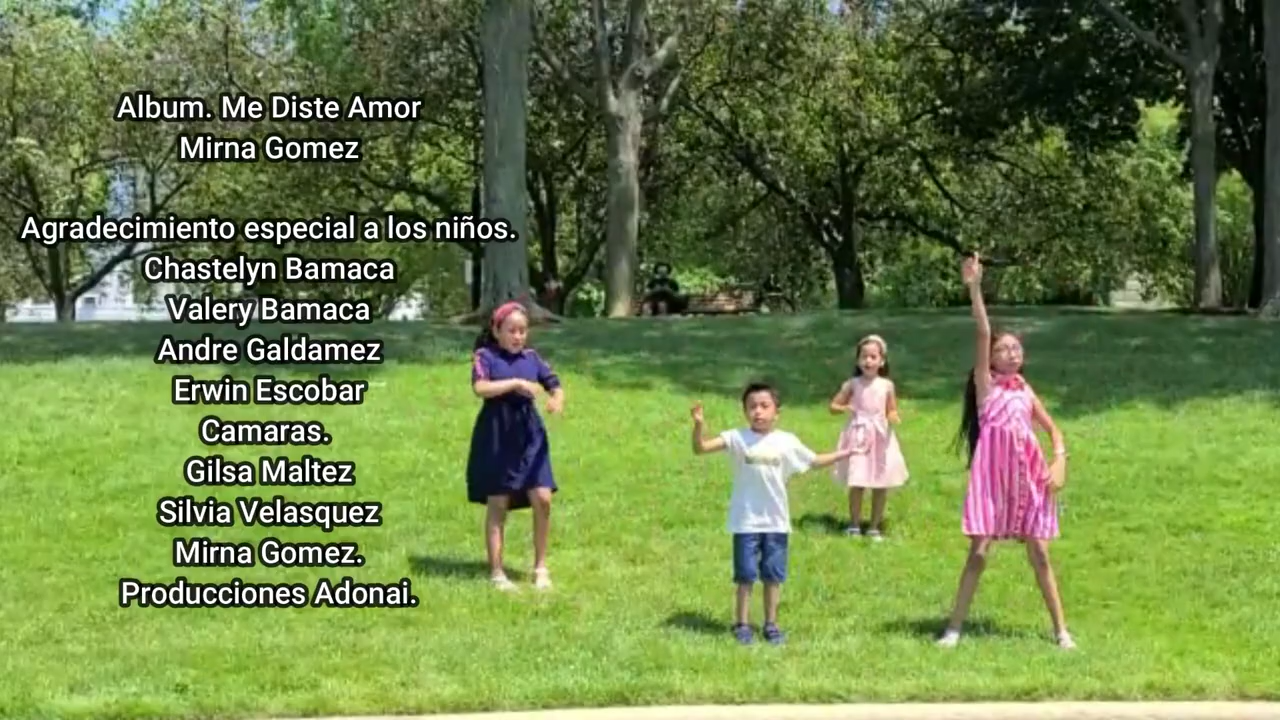 Album. Me Diste Amor
Mirna Gomez
Agradecimiento especial a los niños.
Chastelyn Bamaca
Valery Bamaca
Andre Galdamez
Erwin Escobar
Camaras.
Gilsa Maltez
Silvia Velasquez
Mirna Gomez.
Producciones Adonai.